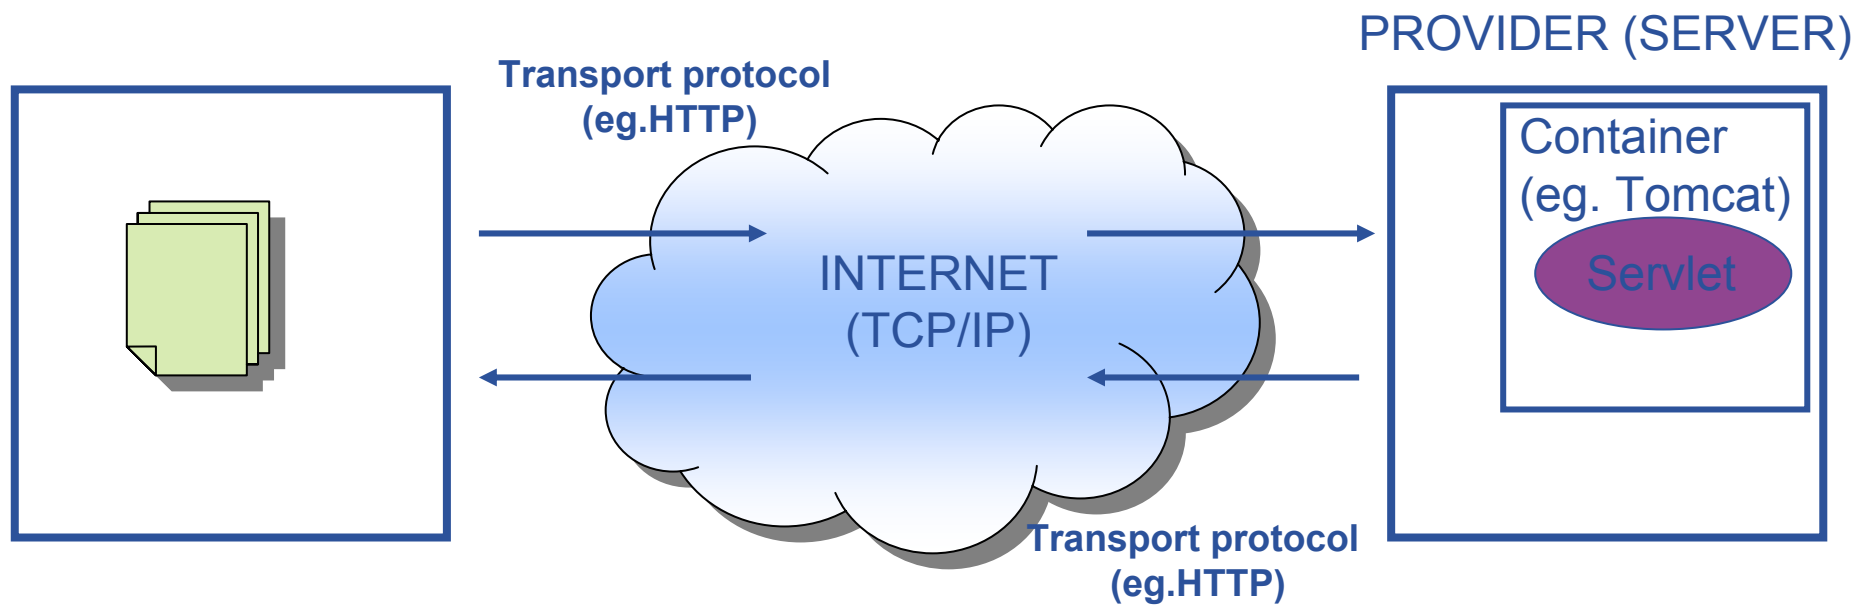 PROVIDER (SERVER)
Transport protocol
(eg.HTTP)
Container
(eg. Tomcat)
Servlet
INTERNET
(TCP/IP)
Transport protocol
(eg.HTTP)